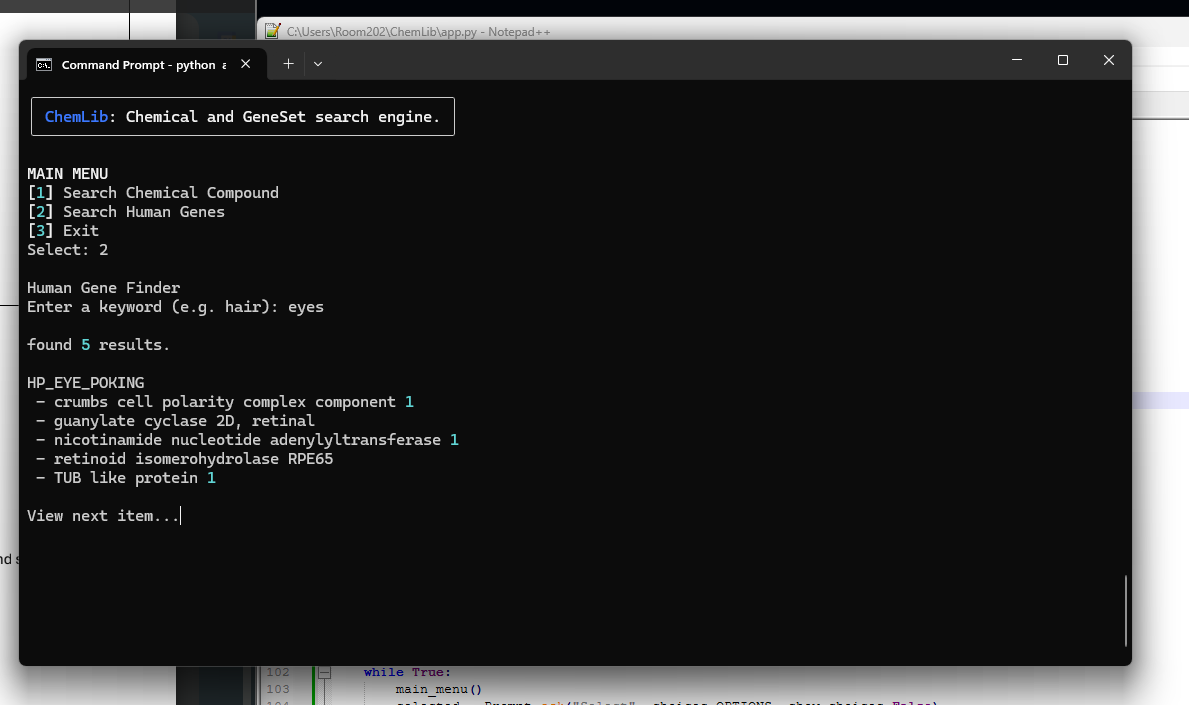 C:\Users\Room202\ChemLib\app.py - Notepad++
Command Prompt - python a
ChemLib: Chemical and GeneSet search engine.
MAIN MENU
[1] Search Chemical Compound
[2] Search Human Genes
[3] Exit
Select: 2
Human Gene Finder
Enter a keyword (e.g. hair): eyes
found 5 results.
HP_EYE_POKING
- crumbs cell polarity complex component 1
- guanylate cyclase 2D, retinal
- nicotinamide nucleotide adenylyltransferase 1
- retinoid isomerohydrolase RPE65
- TUB like protein 1
View next item...
102 while True:
103 main_menu()